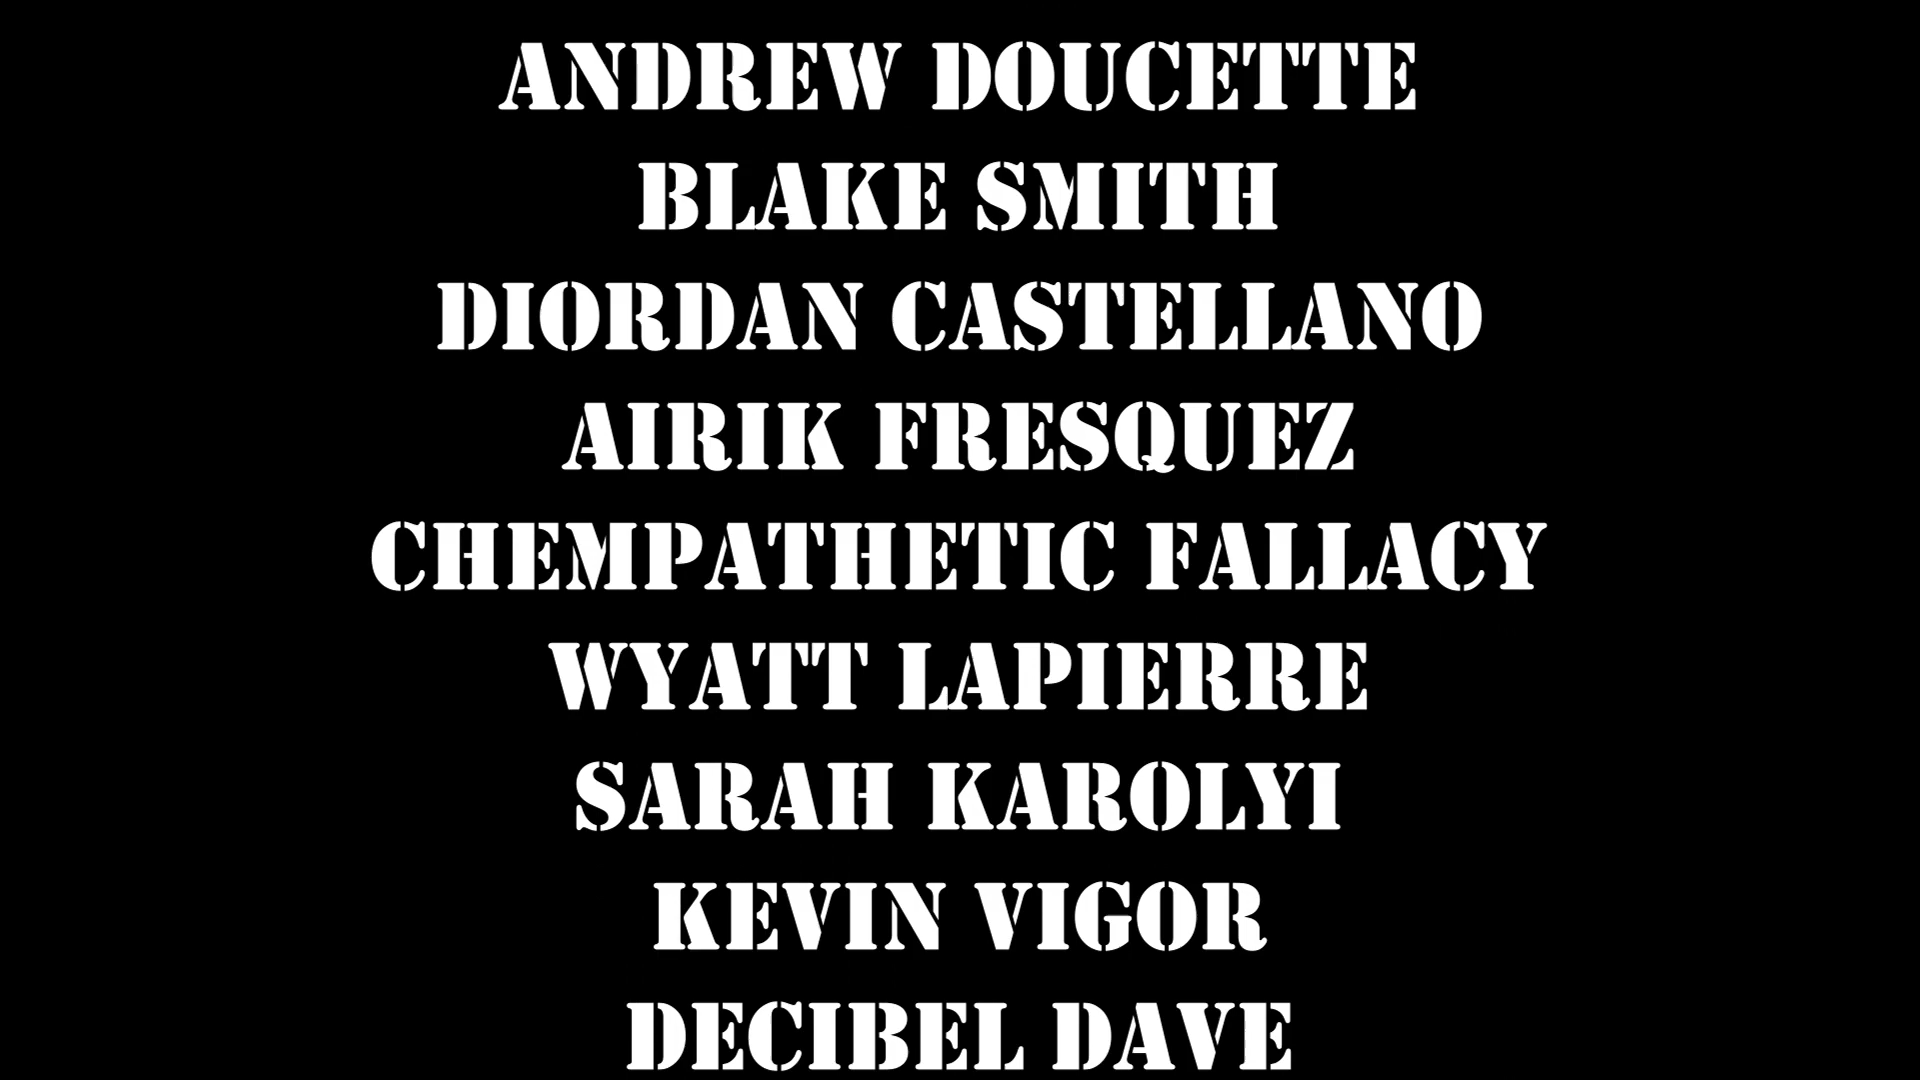 ANDREW DOUCETTE
BLAKE SMITH
DIORDAN CASTELLANO
AIRIK FRESQUEZ
CHEMPATHETIC FALLACY
WYATT LAPIERRE
SARAH KAROLYI
KEVIN VIGOR
DECIBEL DAVE